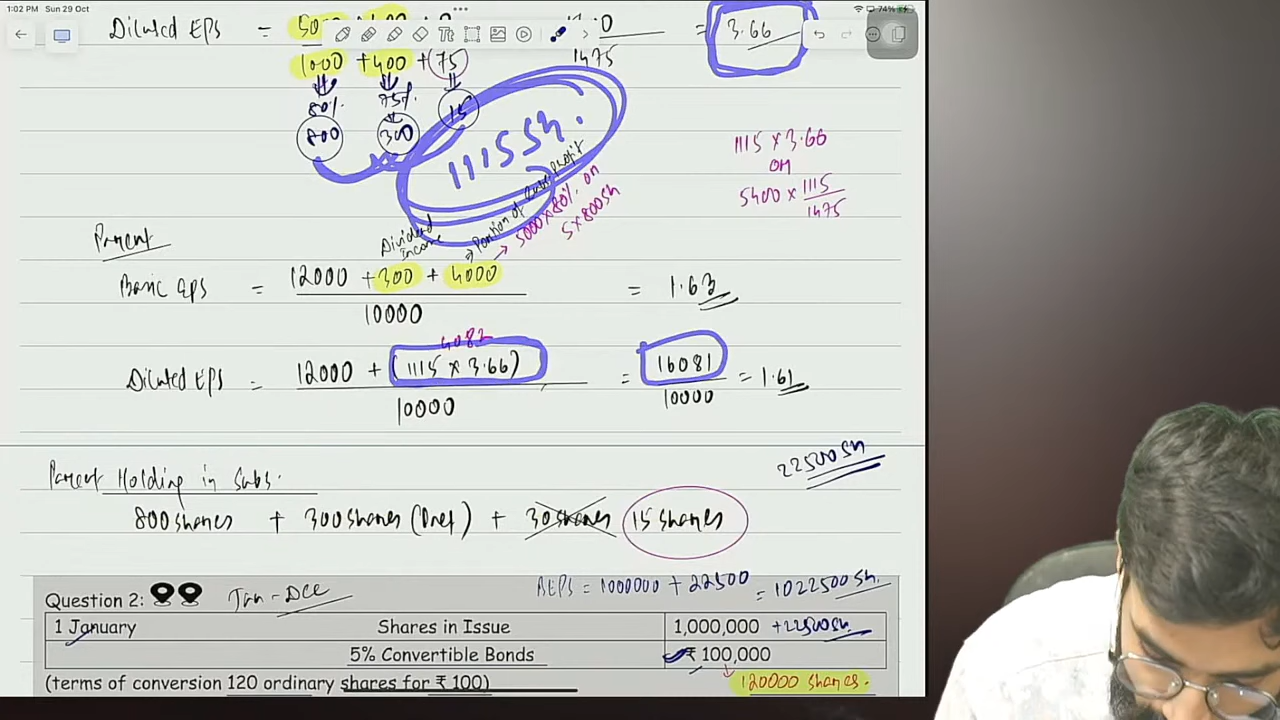 1:02 PM Sun 29 Oct
74%
Diluted EPS = = 3.66
1000 + 400 + 75 1475
80% 75%
800 300 15
1115 sh.
1115 x 3.66
or
5400 x 1115/1475
Parent
Dividend Income
Portion of Subs. Profit
5000 x 80% or
5 x 800 sh
Basic EPS = 12000 + 300 + 4000 = 1.63
10000
4082
Diluted EPS = 12000 + (1115 x 3.66) = 16081 = 1.61
10000 10000
Parent Holding in Subs.
22500 sh
800 shares + 300 shares (Pref) + 30 shares 15 shares
Question 2: Jan - Dec BEPS = 1000000 + 22500 = 1022500 sh.
1 January Shares in Issue 1,000,000 + 22500 sh.
5% Convertible Bonds ₹ 100,000
(terms of conversion 120 ordinary shares for ₹ 100) 120000 shares.